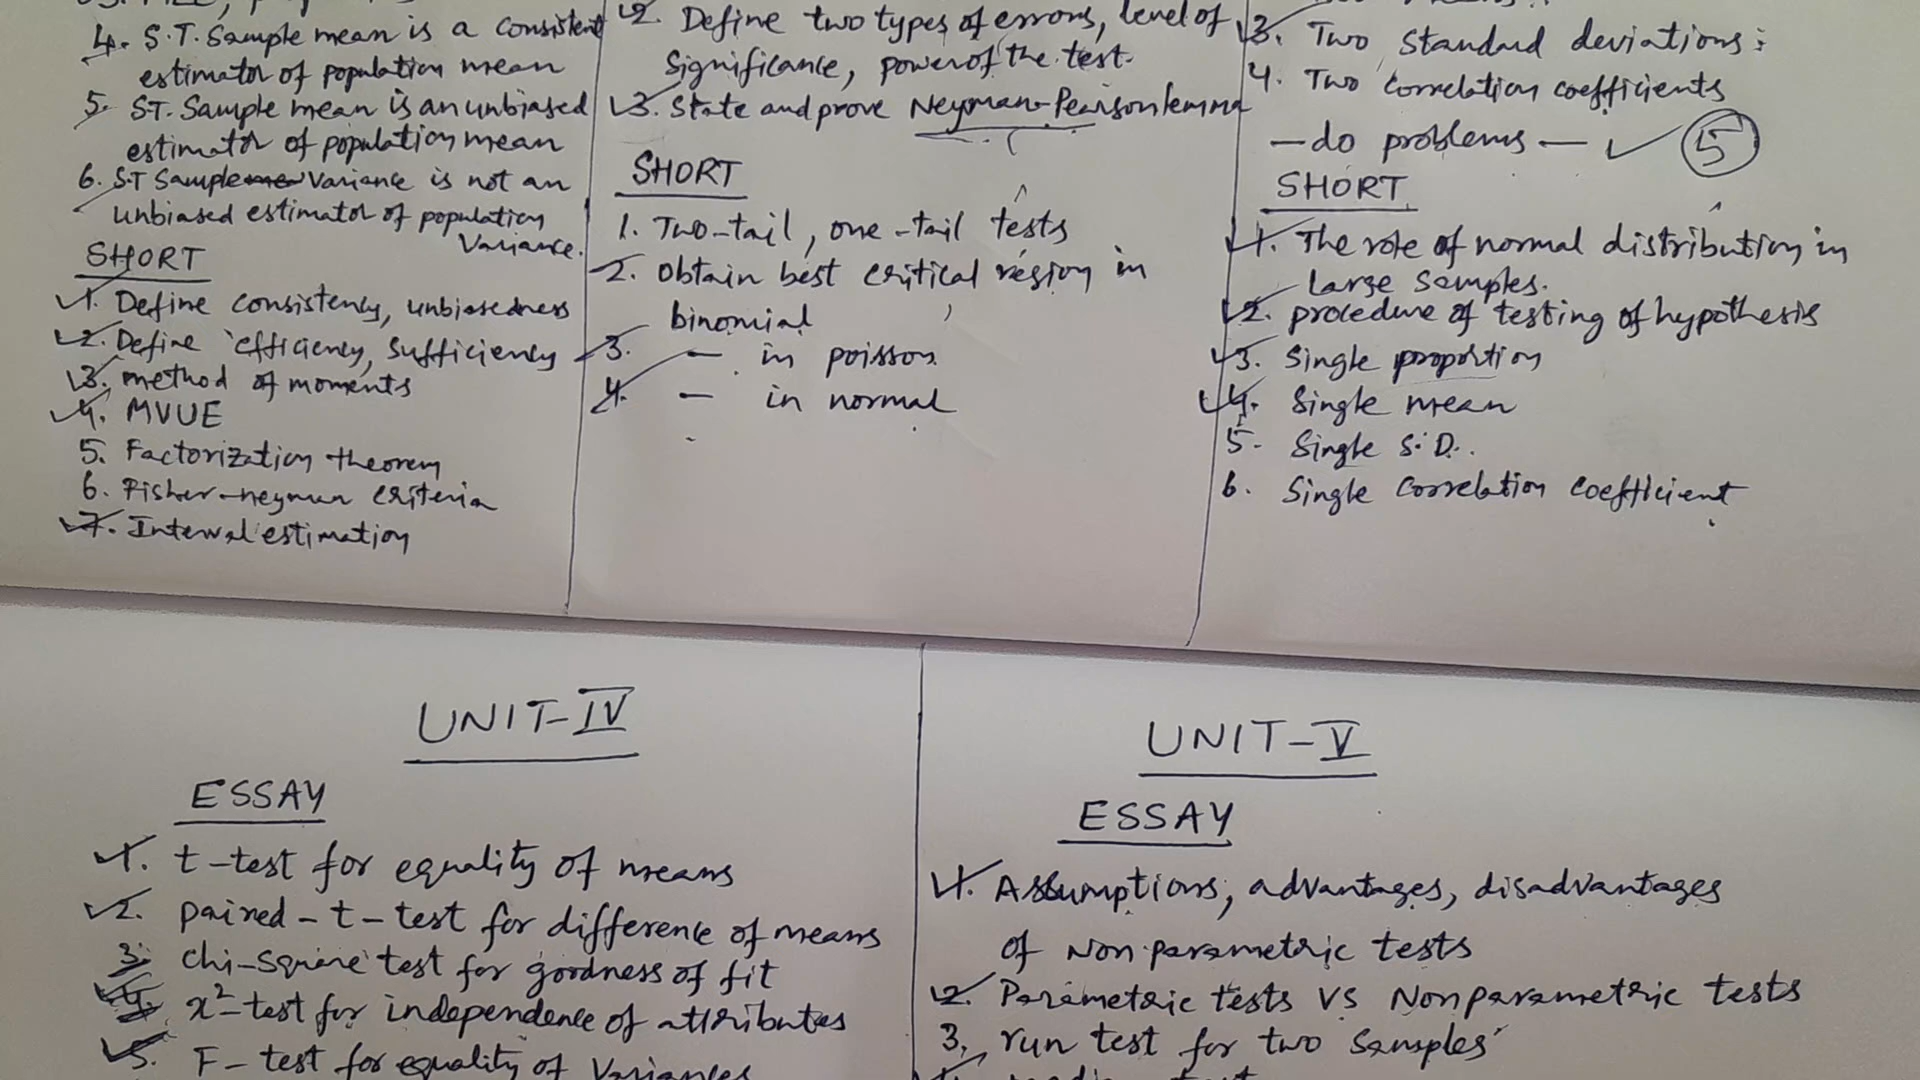 4. S.T. Sample mean is a consistent
estimator of population mean
5. ST. Sample mean is an unbiased
estimator of population mean
6. S.T Sample Variance is not an
unbiased estimator of population
Variance.
SHORT
1. Define consistency, unbiasedness
2. Define efficiency, sufficiency
3. method of moments
4. MVUE
5. Factorization theorem
6. Fisher-neyman criteria
7. Interval estimation
2. Define two types of errors, level of
significance, power of the test.
3. State and prove Neyman-Pearson lemma
SHORT
1. Two-tail, one-tail tests
2. Obtain best critical region in
binomial
3. — in poisson
4. — in normal
3. Two standard deviations:
4. Two correlation coefficients
— do problems — ✓ 5
SHORT
1. The role of normal distribution in
Large samples.
2. procedure of testing of hypothesis
3. Single proportion
4. Single mean
5. Single S.D..
6. Single correlation coefficient
UNIT-IV
ESSAY
1. t-test for equality of means
2. paired-t-test for difference of means
3. chi-square test for goodness of fit
4. x²-test for independence of attributes
5. F-test for equality of Variances
UNIT-V
ESSAY
1. Assumptions, advantages, disadvantages
of Non parametric tests
2. Parametric tests VS Nonparametric tests
3. run test for two samples